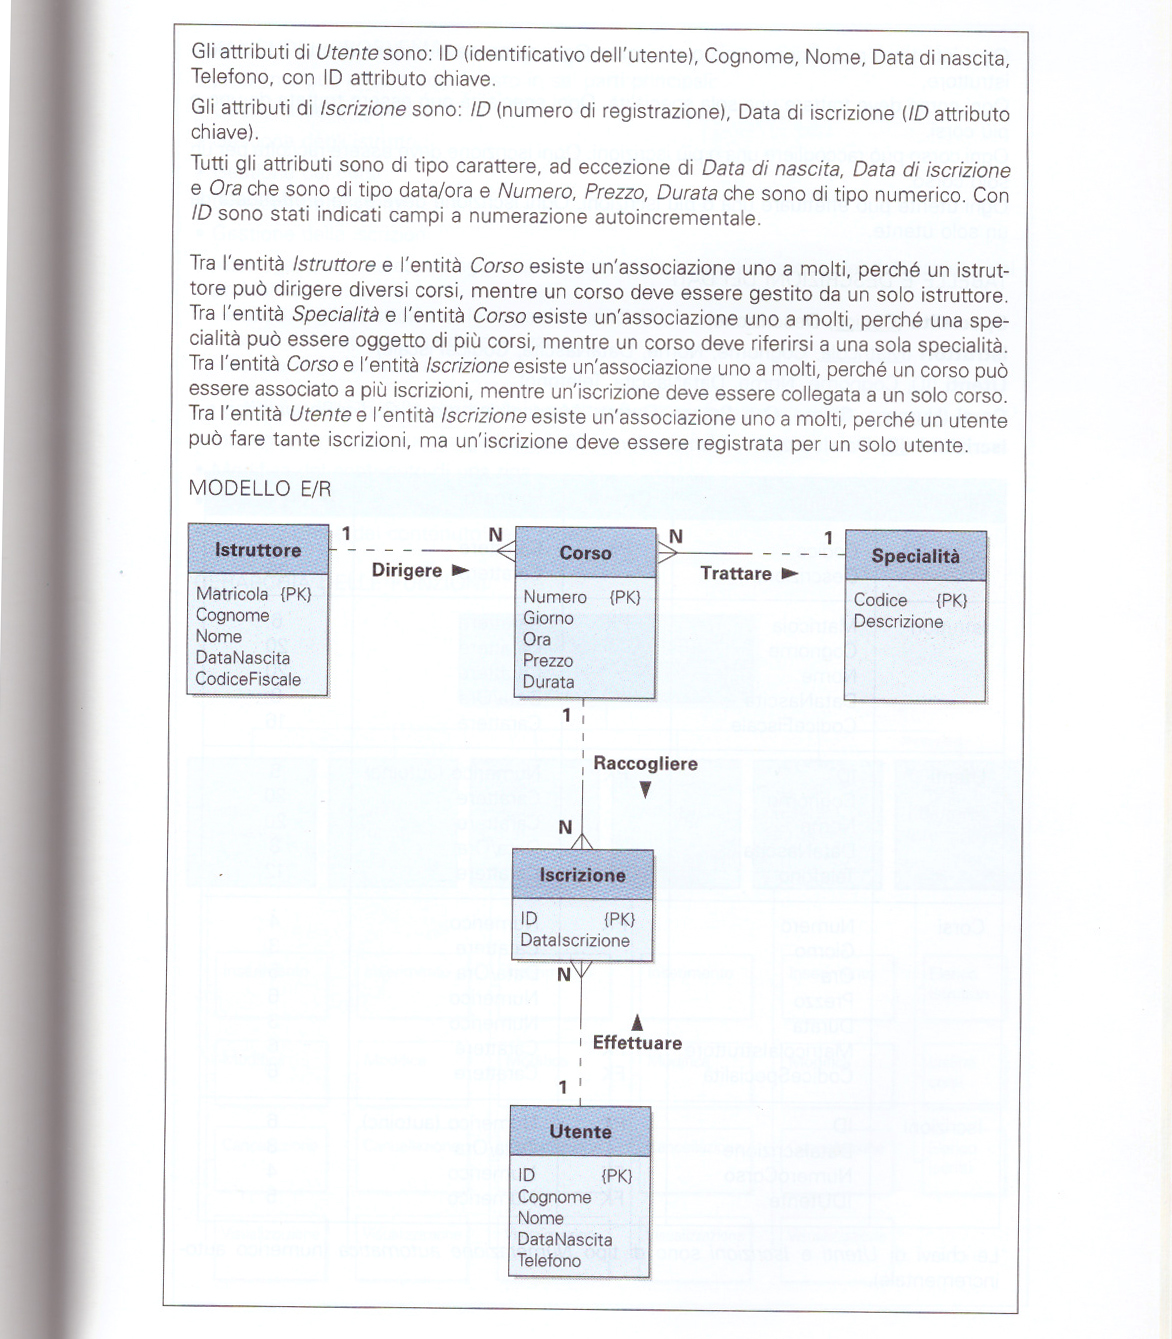 Gli attributi di Utente sono: ID (identificativo dell'utente), Cognome, Nome, Data di nascita,
Telefono, con ID attributo chiave.
Gli attributi di Iscrizione sono: ID (numero di registrazione), Data di iscrizione (ID attributo
chiave).
Tutti gli attributi sono di tipo carattere, ad eccezione di Data di nascita, Data di iscrizione
e Ora che sono di tipo data/ora e Numero, Prezzo, Durata che sono di tipo numerico. Con
ID sono stati indicati campi a numerazione autoincrementale.
Tra l'entità Istruttore e l'entità Corso esiste un'associazione uno a molti, perché un istrut-
tore può dirigere diversi corsi, mentre un corso deve essere gestito da un solo istruttore.
Tra l'entità Specialità e l'entità Corso esiste un'associazione uno a molti, perché una spe-
cialità può essere oggetto di più corsi, mentre un corso deve riferirsi a una sola specialità.
Tra l'entità Corso e l'entità Iscrizione esiste un'associazione uno a molti, perché un corso può
essere associato a più iscrizioni, mentre un'iscrizione deve essere collegata a un solo corso.
Tra l'entità Utente e l'entità Iscrizione esiste un'associazione uno a molti, perché un utente
può fare tante iscrizioni, ma un'iscrizione deve essere registrata per un solo utente.
MODELLO E/R
Istruttore
Matricola {PK}
Cognome
Nome
DataNascita
CodiceFiscale
1
N
Dirigere ►
Corso
Numero {PK}
Giorno
Ora
Prezzo
Durata
N
1
Trattare ►
Specialità
Codice {PK}
Descrizione
1
Raccogliere
▼
N
Iscrizione
ID {PK}
DataIscrizione
N
▲
Effettuare
1
Utente
ID {PK}
Cognome
Nome
DataNascita
Telefono